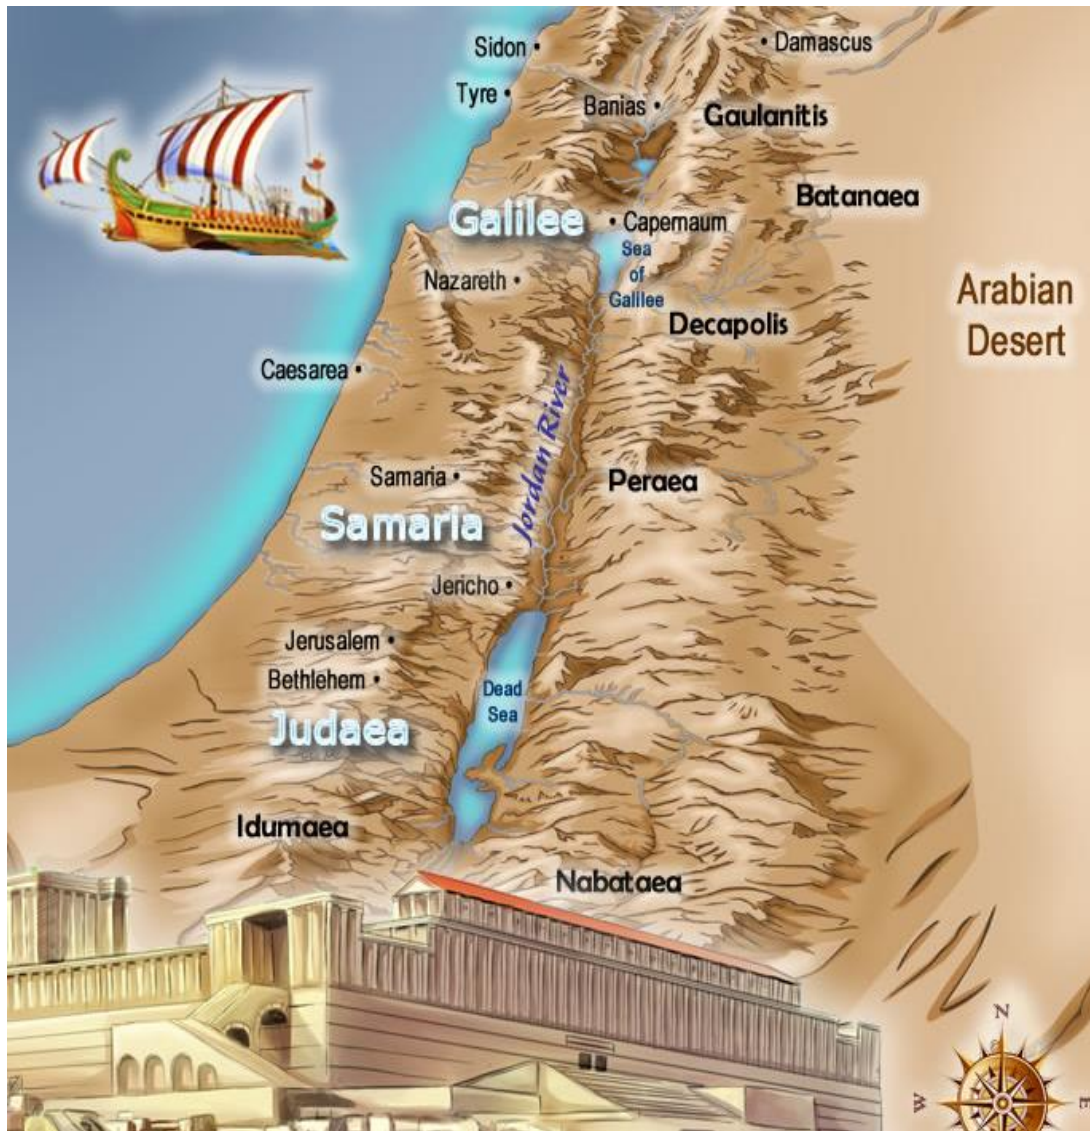 Sidon
Damascus
Tyre
Banias
Gaulanitis
Batanaea
Galilee
Capernaum
Sea
of
Galilee
Nazareth
Arabian
Desert
Decapolis
Caesarea
Jordan River
Samaria
Peraea
Samaria
Jericho
Jerusalem
Bethlehem
Dead
Sea
Judaea
Idumaea
Nabataea
N
W
E